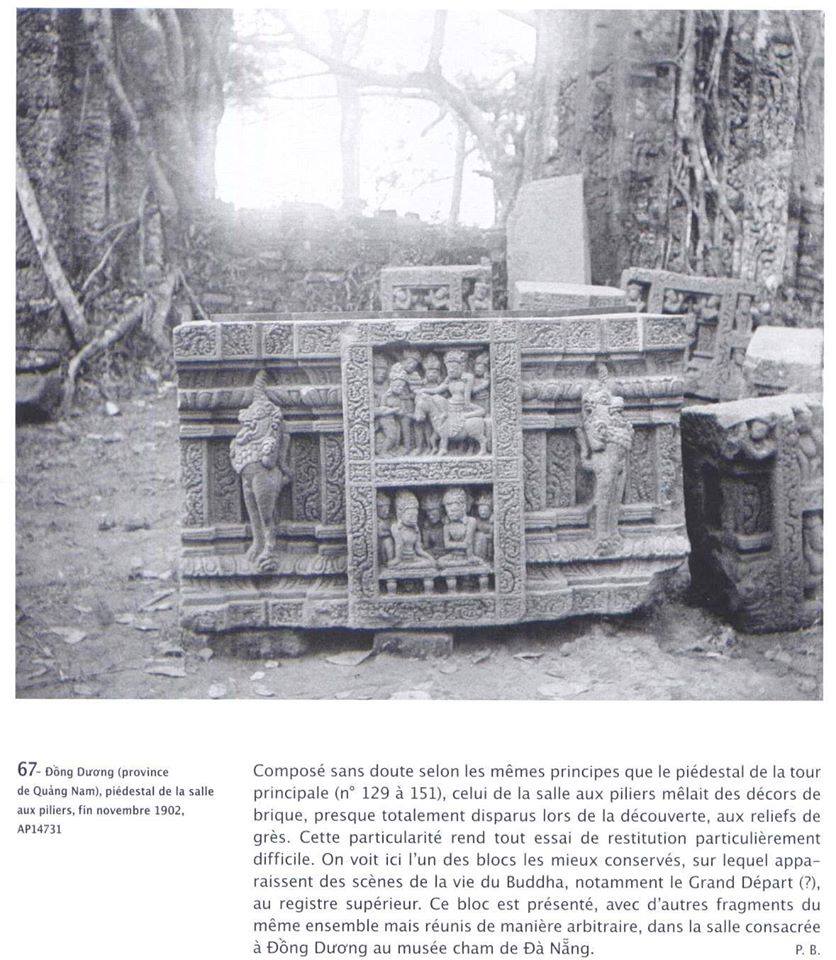 67- Đồng Dương (province
de Quảng Nam), piédestal de la salle
aux piliers, fin novembre 1902,
AP14731
Composé sans doute selon les mêmes principes que le piédestal de la tour
principale (n° 129 à 151), celui de la salle aux piliers mêlait des décors de
brique, presque totalement disparus lors de la découverte, aux reliefs de
grès. Cette particularité rend tout essai de restitution particulièrement
difficile. On voit ici l'un des blocs les mieux conservés, sur lequel appa-
raissent des scènes de la vie du Buddha, notamment le Grand Départ (?),
au registre supérieur. Ce bloc est présenté, avec d'autres fragments du
même ensemble mais réunis de manière arbitraire, dans la salle consacrée
à Đồng Dương au musée cham de Đà Nẵng.
P. B.